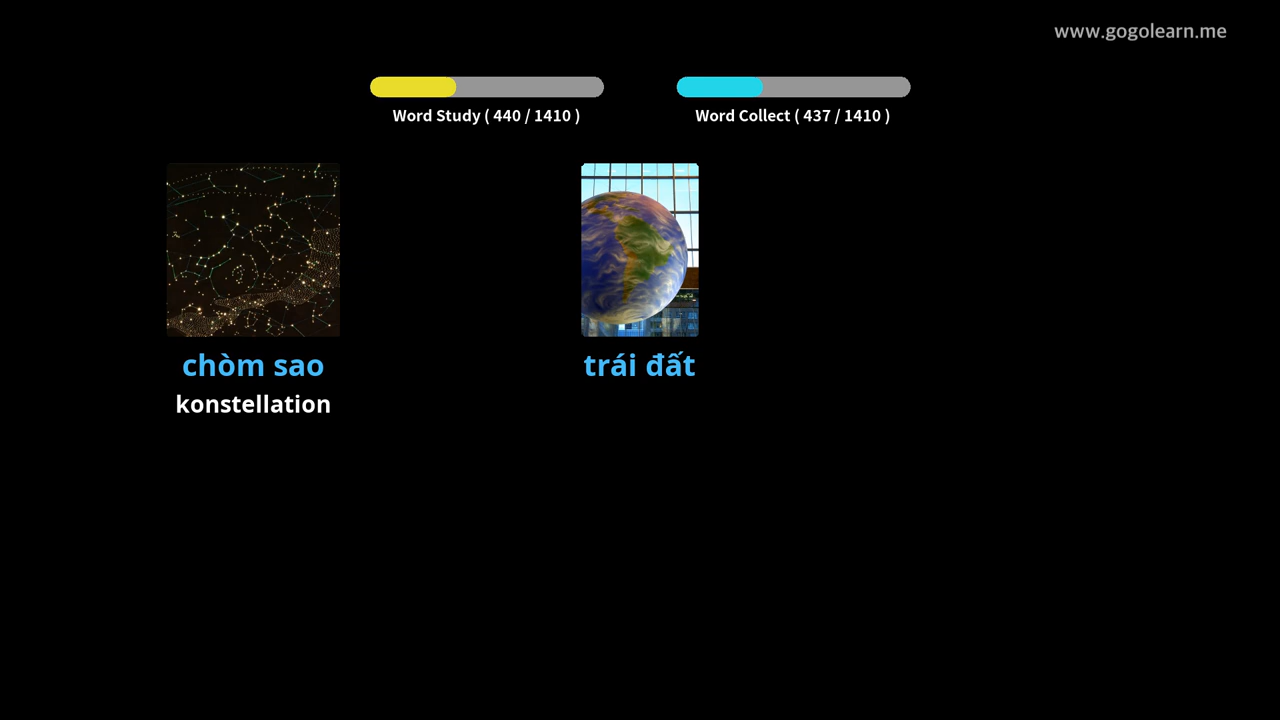 www.gogolearn.me
Word Study ( 440 / 1410 )
Word Collect ( 437 / 1410 )
chòm sao
konstellation
trái đất